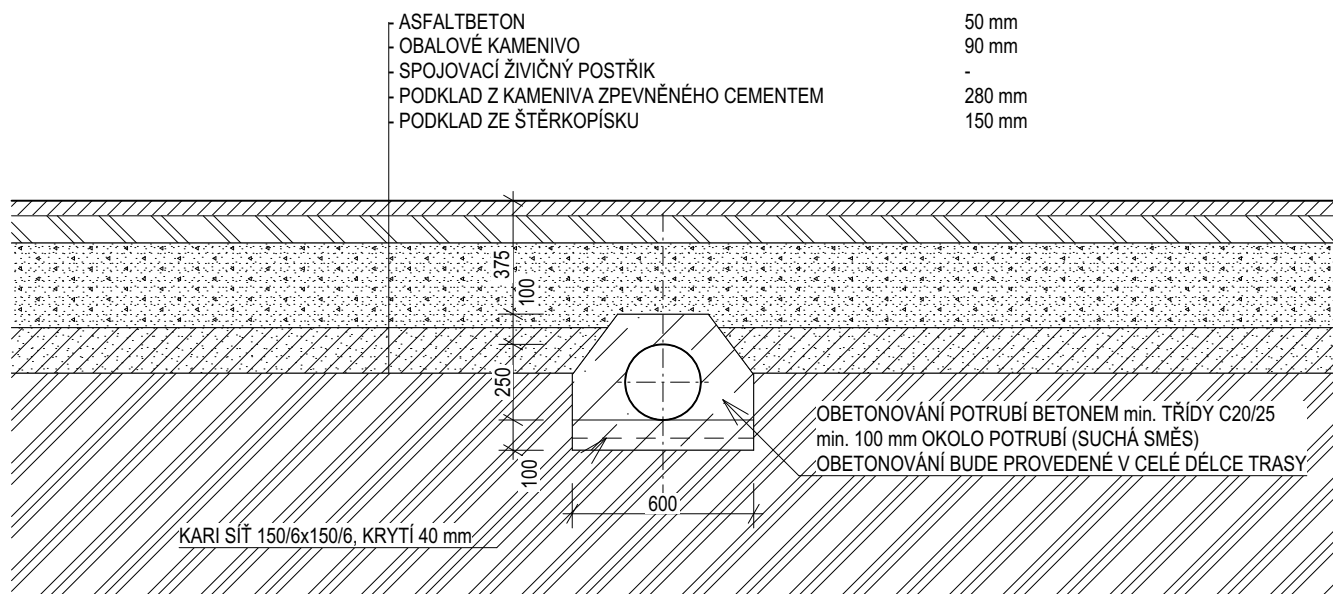 - ASFALTBETON 50 mm
- OBALOVÉ KAMENIVO 90 mm
- SPOJOVACÍ ŽIVIČNÝ POSTŘIK -
- PODKLAD Z KAMENIVA ZPEVNĚNÉHO CEMENTEM 280 mm
- PODKLAD ZE ŠTĚRKOPÍSKU 150 mm
375
100
250
100
600
OBETONOVÁNÍ POTRUBÍ BETONEM min. TŘÍDY C20/25
min. 100 mm OKOLO POTRUBÍ (SUCHÁ SMĚS)
OBETONOVÁNÍ BUDE PROVEDENÉ V CELÉ DÉLCE TRASY
KARI SÍŤ 150/6x150/6, KRYTÍ 40 mm